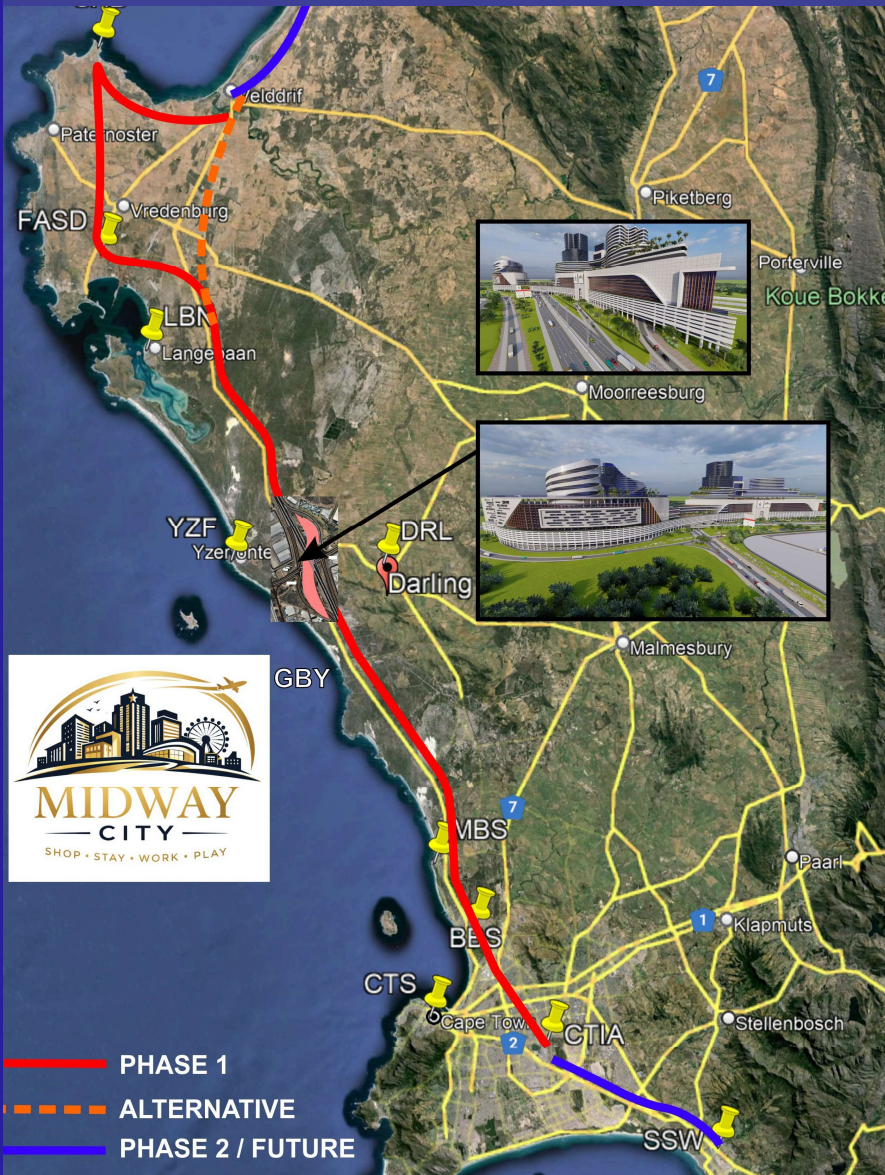 elddrif
7
Paternoster
Piketberg
Vredenburg
FASD
Porterville
Koue Bokke
LBN
Langebaan
Moorreesburg
YZF
DRL
Darling
Malmesbury
GBY
MIDWAY
CITY
SHOP • STAY • WORK • PLAY
7
MBS
Paarl
BBS
1
Klapmuts
CTS
Cape Town
CTIA
2
Stellenbosch
PHASE 1
ALTERNATIVE
SSW
PHASE 2 / FUTURE